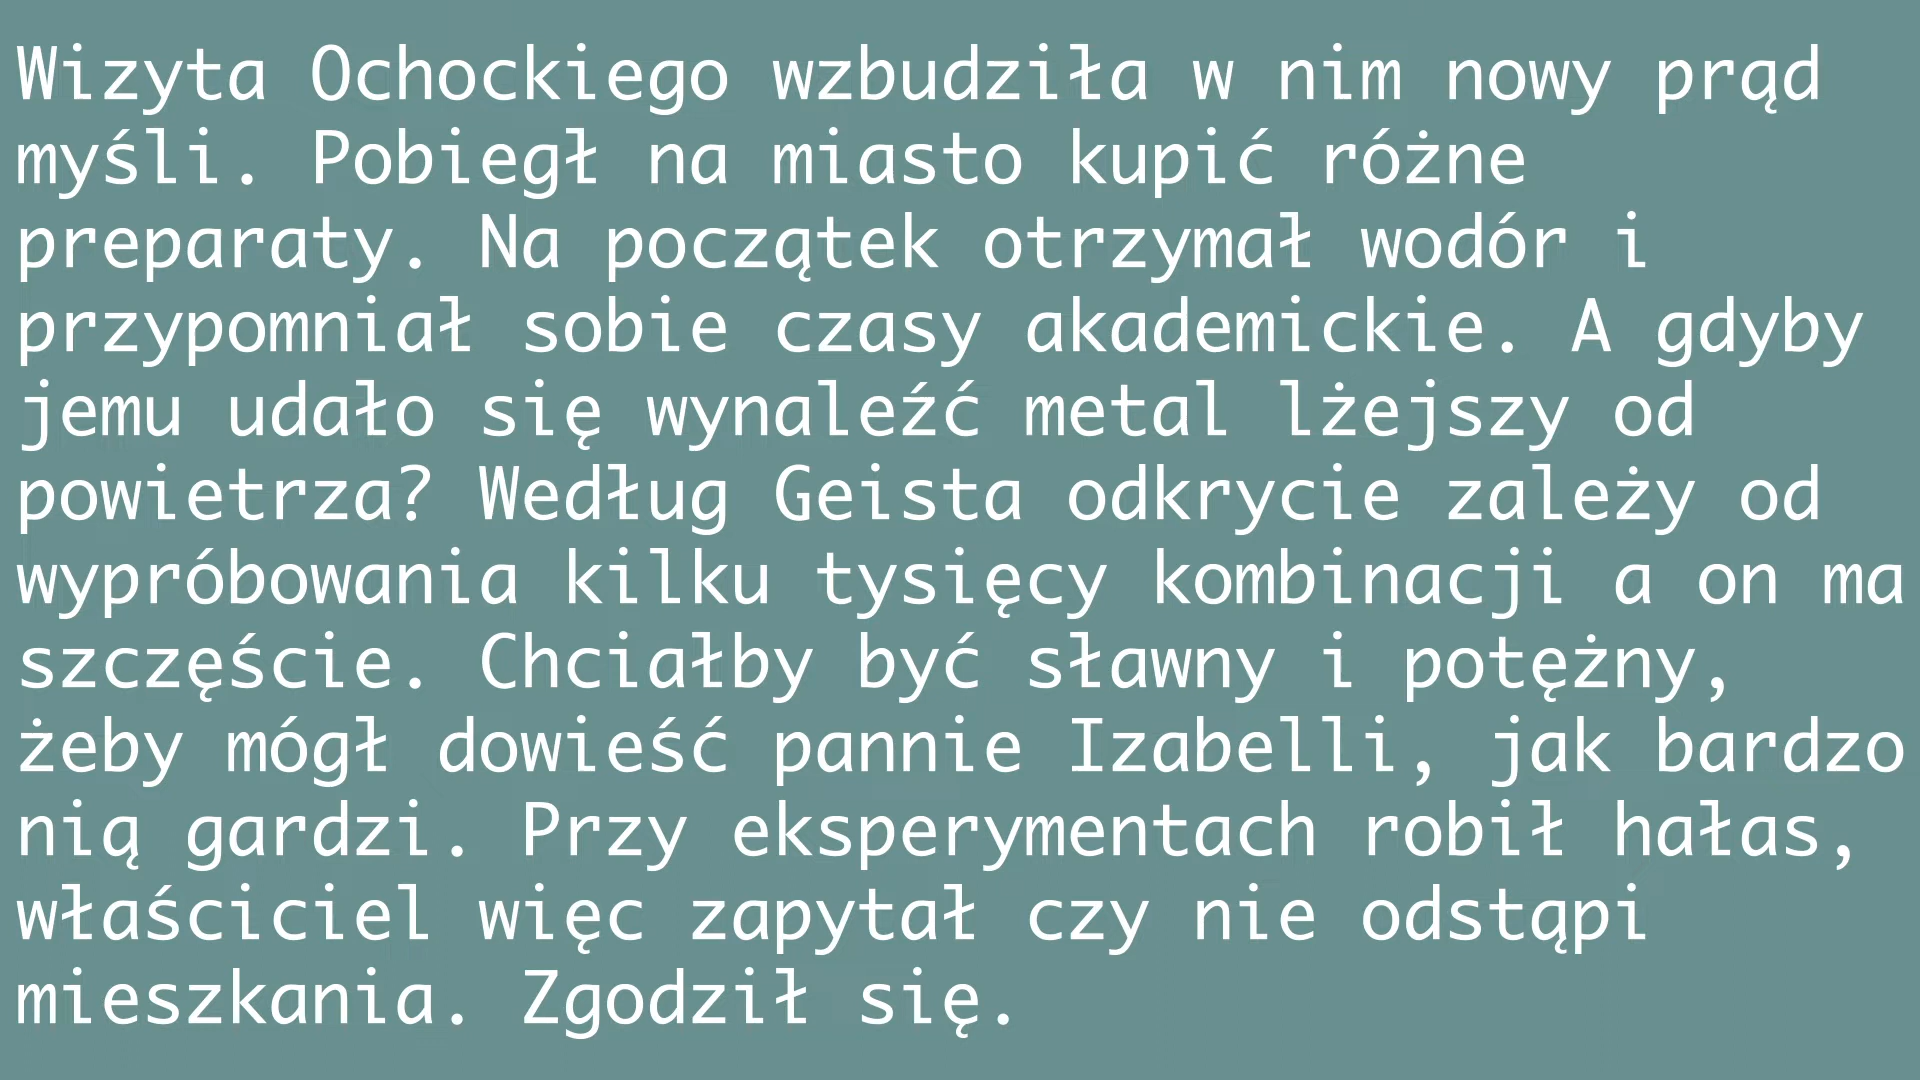 Wizyta Ochockiego wzbudziła w nim nowy prąd
myśli. Pobiegł na miasto kupić różne
preparaty. Na początek otrzymał wodór i
przypomniał sobie czasy akademickie. A gdyby
jemu udało się wynaleźć metal lżejszy od
powietrza? Według Geista odkrycie zależy od
wypróbowania kilku tysięcy kombinacji a on ma
szczęście. Chciałby być sławny i potężny,
żeby mógł dowieść pannie Izabelli, jak bardzo
nią gardzi. Przy eksperymentach robił hałas,
właściciel więc zapytał czy nie odstąpi
mieszkania. Zgodził się.